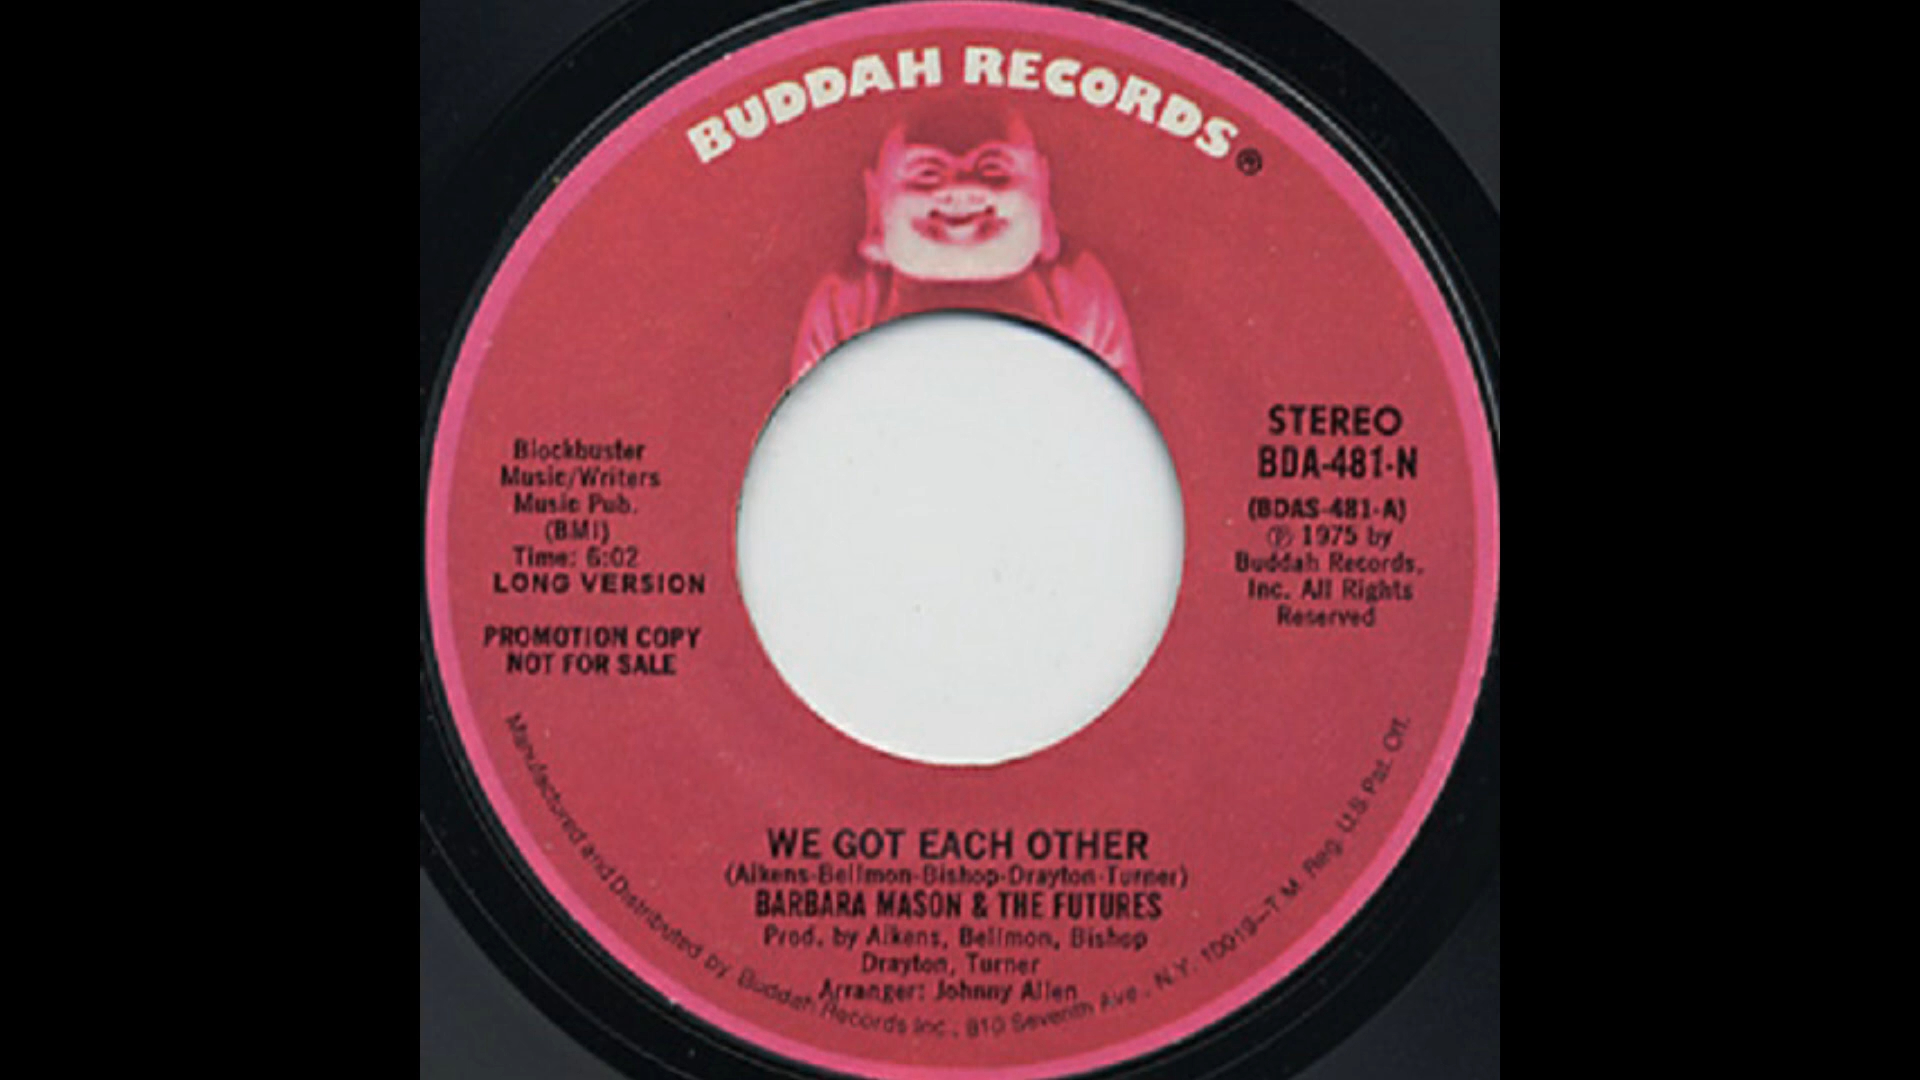 BUDDAH RECORDS®
Blockbuster
Music/Writers
Music Pub.
(BMI)
Time: 6:02
LONG VERSION
PROMOTION COPY
NOT FOR SALE
STEREO
BDA-481-N
(BDAS-481-A)
℗ 1975 by
Buddah Records,
Inc. All Rights
Reserved
WE GOT EACH OTHER
(Aikens-Bellmon-Bishop-Drayton-Turner)
BARBARA MASON & THE FUTURES
Prod. by Aikens, Bellmon, Bishop
Drayton, Turner
Arranger: Johnny Allen
Manufactured and Distributed by Buddah Records Inc., 810 Seventh Ave., N.Y. 10019—T.M. Reg. U.S. Pat. Off.